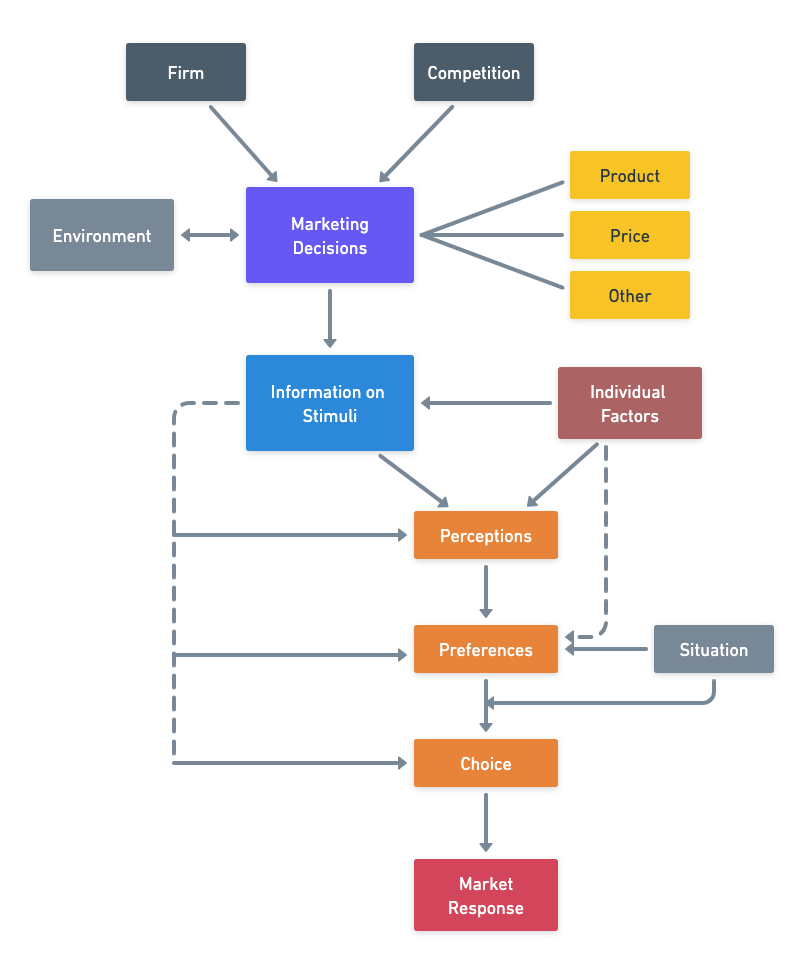 Firm
Competition
Product
Marketing
Decisions
Environment
Price
Other
Information on
Stimuli
Individual
Factors
Perceptions
Preferences
Situation
Choice
Market
Response